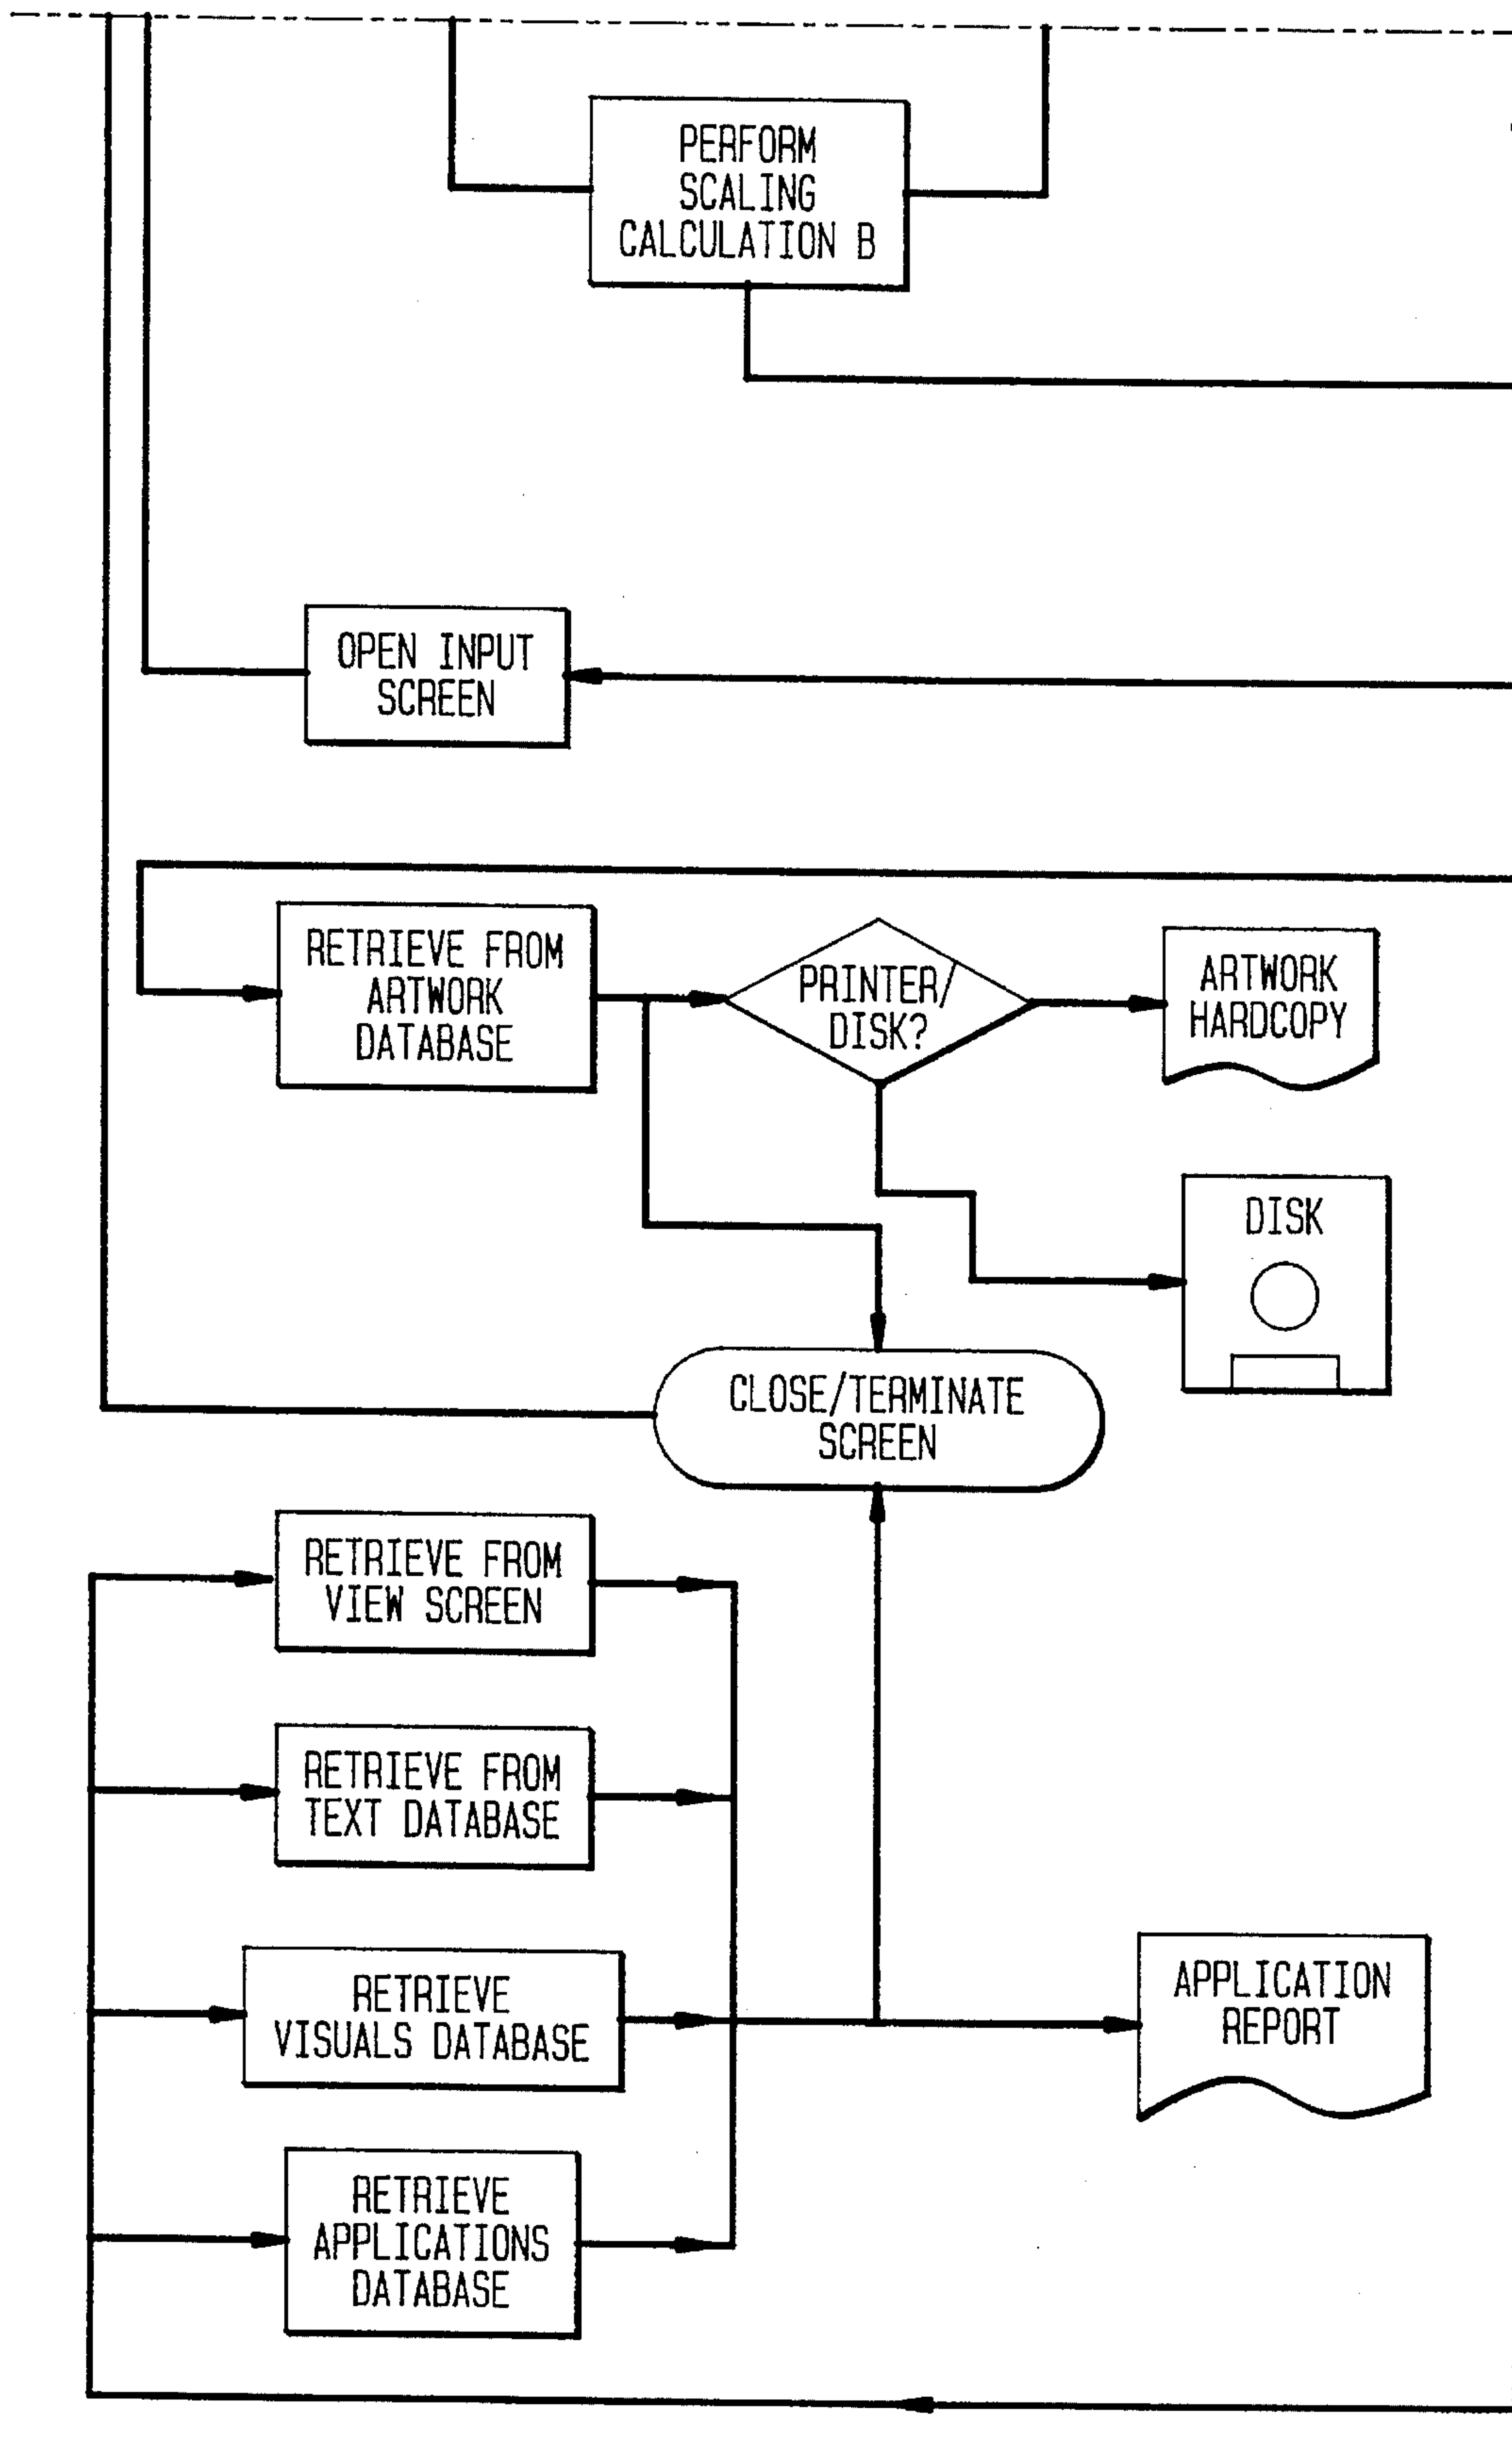 PERFORM
SCALING
CALCULATION B
OPEN INPUT
SCREEN
RETRIEVE FROM
ARTWORK
DATABASE
PRINTER/
DISK?
ARTWORK
HARDCOPY
DISK
CLOSE/TERMINATE
SCREEN
RETRIEVE FROM
VIEW SCREEN
RETRIEVE FROM
TEXT DATABASE
RETRIEVE
VISUALS DATABASE
APPLICATION
REPORT
RETRIEVE
APPLICATIONS
DATABASE